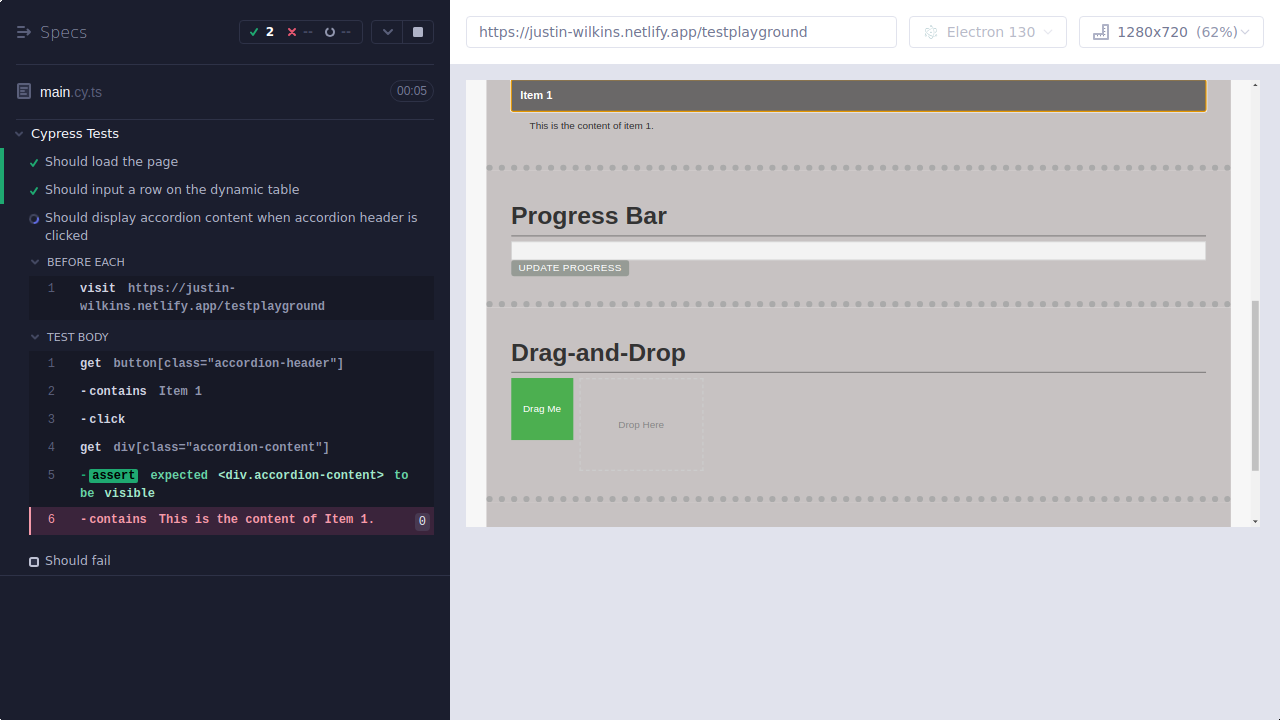 Specs
2
--
--
main.cy.ts
00:05
Cypress Tests
Should load the page
Should input a row on the dynamic table
Should display accordion content when accordion header is
clicked
BEFORE EACH
1 visit https://justin-
wilkins.netlify.app/testplayground
TEST BODY
1 get button[class="accordion-header"]
2 -contains Item 1
3 -click
4 get div[class="accordion-content"]
5 -assert expected <div.accordion-content> to
be visible
6 -contains This is the content of Item 1. 0
Should fail
https://justin-wilkins.netlify.app/testplayground
Electron 130
1280x720 (62%)
Item 1
This is the content of item 1.
Progress Bar
UPDATE PROGRESS
Drag-and-Drop
Drag Me
Drop Here